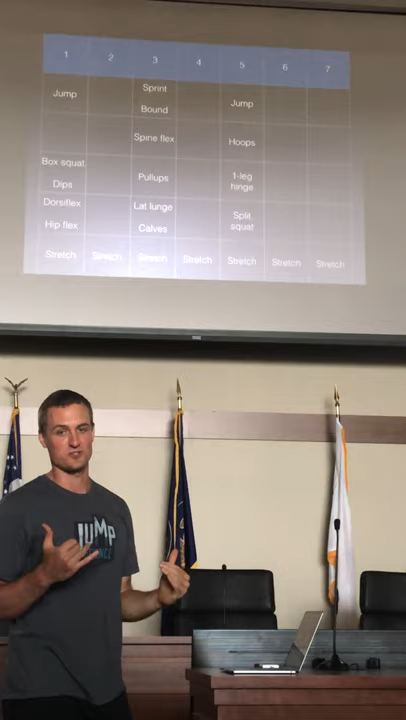 1 2 3 4 5 6 7
Jump Sprint Jump
Bound
Spine flex Hoops
Box squat Pullups 1-leg
Dips hinge
Dorsiflex Lat lunge Split
Hip flex Calves squat
Stretch Stretch Stretch Stretch Stretch Stretch Stretch
JUMP